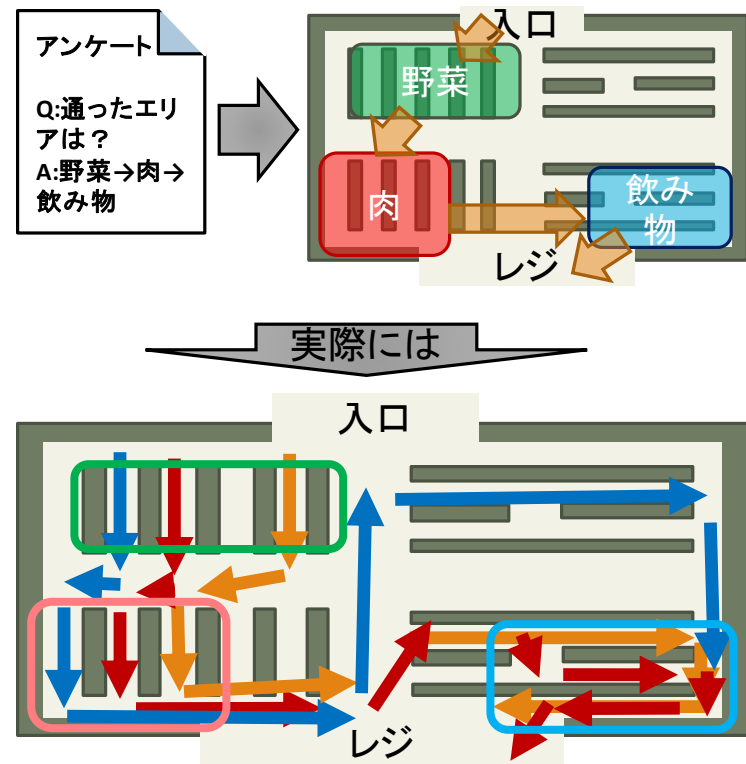 アンケート
Q:通ったエリ
アは？
A:野菜→肉→
飲み物
入口
野菜
肉
飲み
物
レジ
実際には
入口
レジ